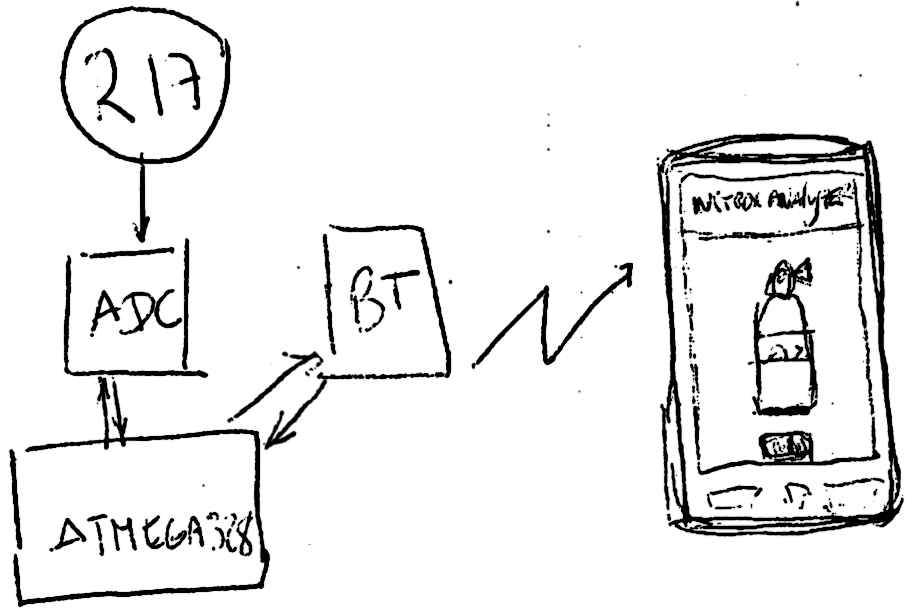 R17
ADC
BT
ATMEGA328
NITROX ANALYZER